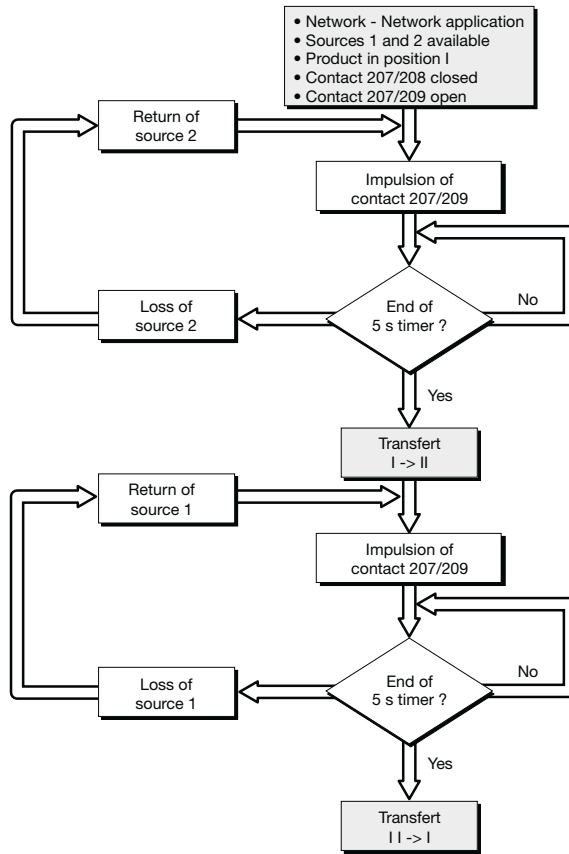 • Network - Network application
• Sources 1 and 2 available
• Product in position I
• Contact 207/208 closed
• Contact 207/209 open
Return of
source 2
Impulsion of
contact 207/209
Loss of
source 2
End of
5 s timer ?
No
Yes
Transfert
I -> II
Return of
source 1
Impulsion of
contact 207/209
Loss of
source 1
End of
5 s timer ?
No
Yes
Transfert
I I -> I